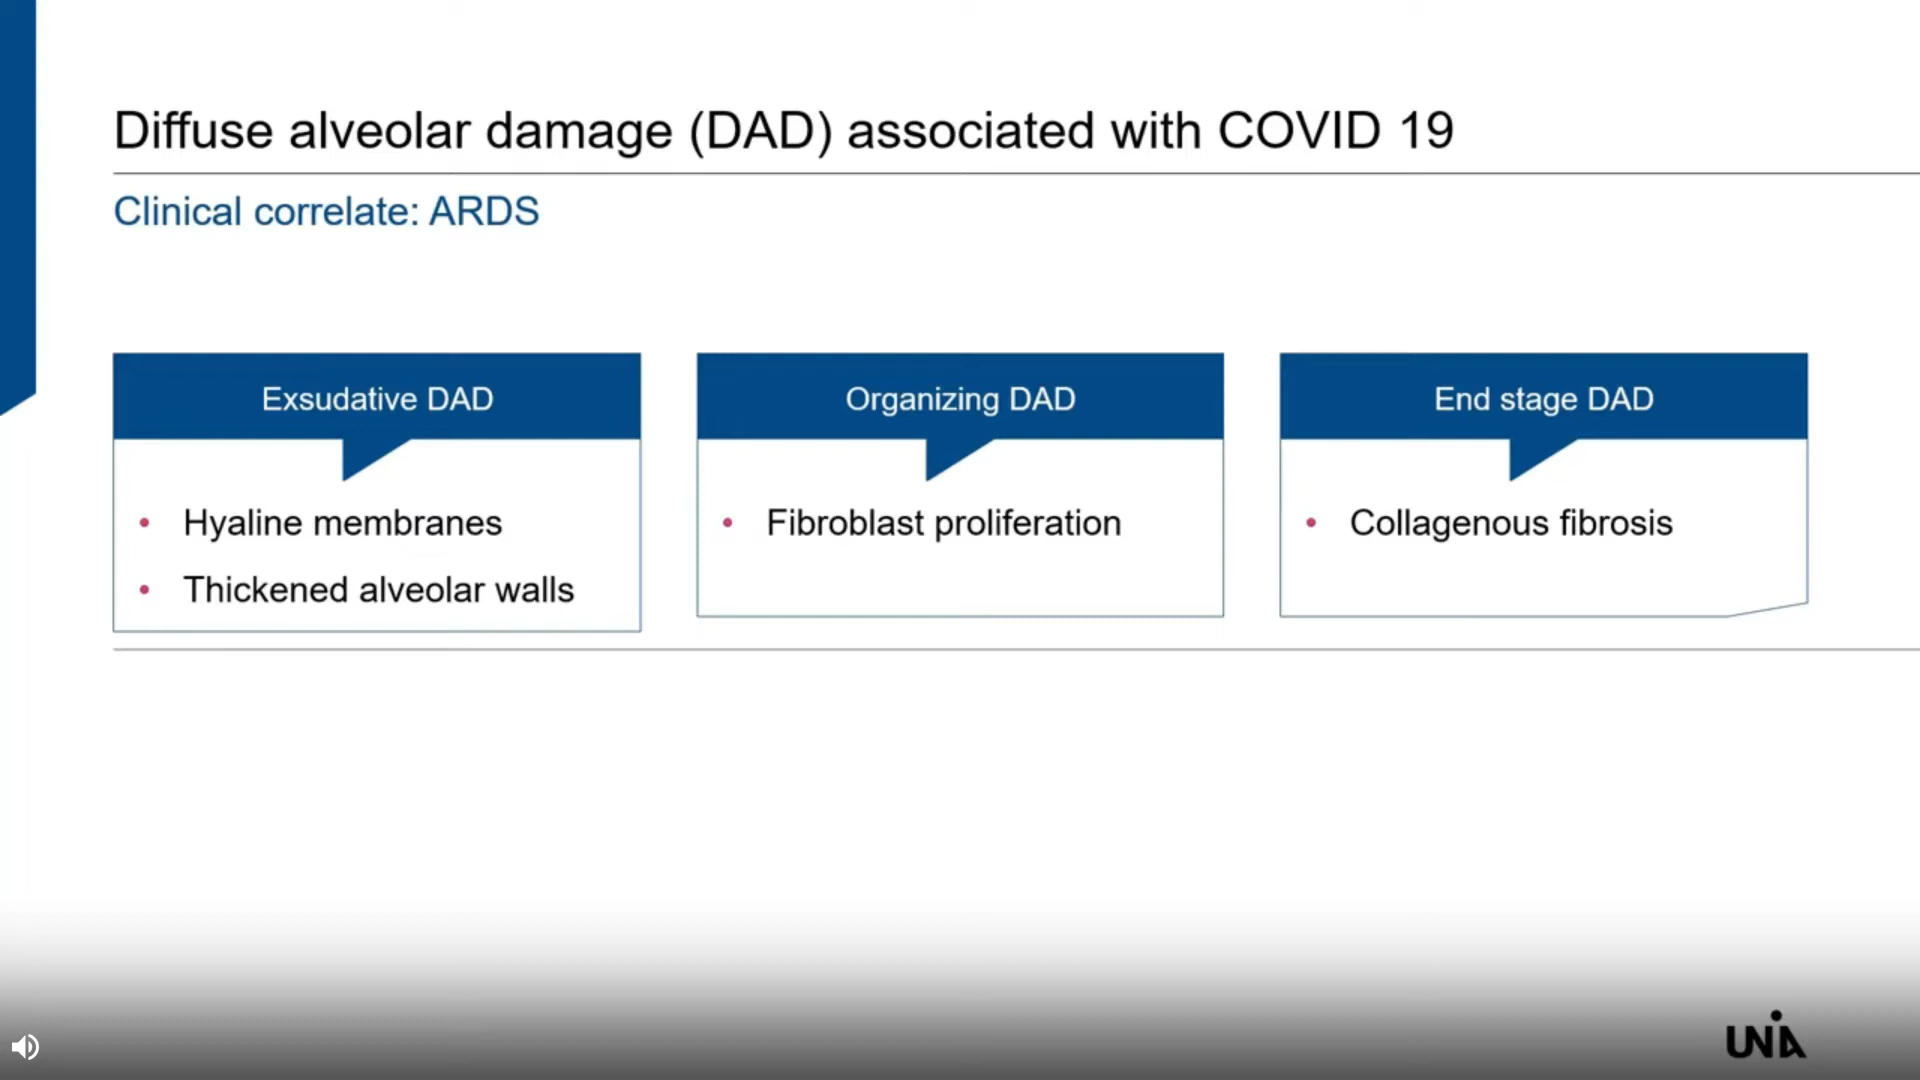 Diffuse alveolar damage (DAD) associated with COVID 19
Clinical correlate: ARDS
Exsudative DAD
• Hyaline membranes
• Thickened alveolar walls
Organizing DAD
• Fibroblast proliferation
End stage DAD
• Collagenous fibrosis
UNIA